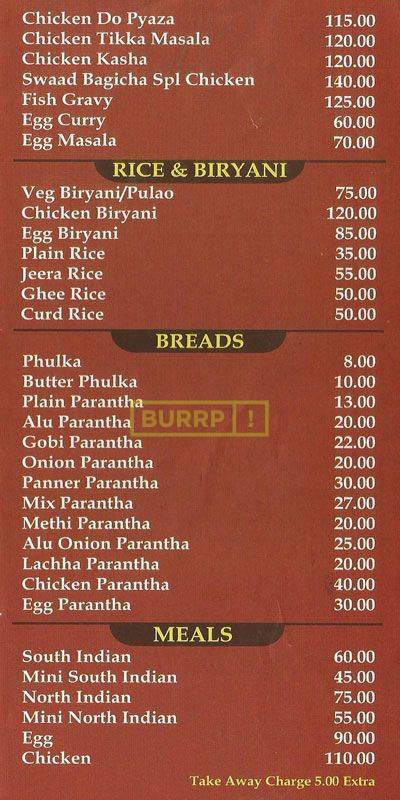 Chicken Do Pyaza 115.00
Chicken Tikka Masala 120.00
Chicken Kasha 120.00
Swaad Bagicha Spl Chicken 140.00
Fish Gravy 125.00
Egg Curry 60.00
Egg Masala 70.00
RICE & BIRYANI
Veg Biryani/Pulao 75.00
Chicken Biryani 120.00
Egg Biryani 85.00
Plain Rice 35.00
Jeera Rice 55.00
Ghee Rice 50.00
Curd Rice 50.00
BREADS
Phulka 8.00
Butter Phulka 10.00
Plain Parantha 13.00
Alu Parantha 20.00
BURRP!
Gobi Parantha 22.00
Onion Parantha 20.00
Panner Parantha 30.00
Mix Parantha 27.00
Methi Parantha 20.00
Alu Onion Parantha 25.00
Lachha Parantha 20.00
Chicken Parantha 40.00
Egg Parantha 30.00
MEALS
South Indian 60.00
Mini South Indian 45.00
North Indian 75.00
Mini North Indian 55.00
Egg 90.00
Chicken 110.00
Take Away Charge 5.00 Extra